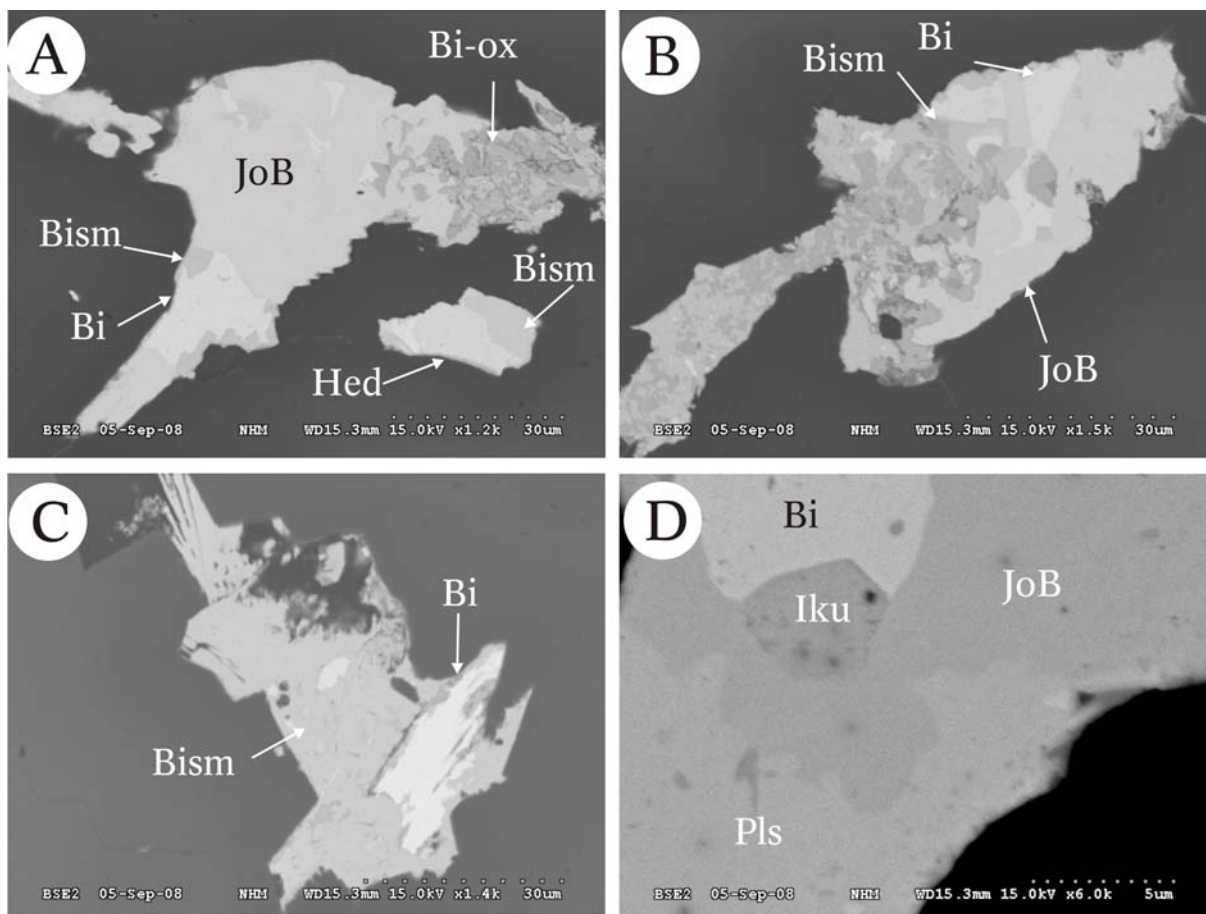 A
Bi-ox
JoB
Bism
Bism
Bi
Hed
BSE2 05-Sep-08 NHM WD15.3mm 15.0kV x1.2k 30um
B
Bi
Bism
JoB
BSE2 05-Sep-08 NHM WD15.3mm 15.0kV x1.5k 30um
C
Bi
Bism
BSE2 05-Sep-08 NHM WD15.3mm 15.0kV x1.4k 30um
D
Bi
JoB
Iku
Pls
BSE2 05-Sep-08 NHM WD15.3mm 15.0kV x6.0k 5um